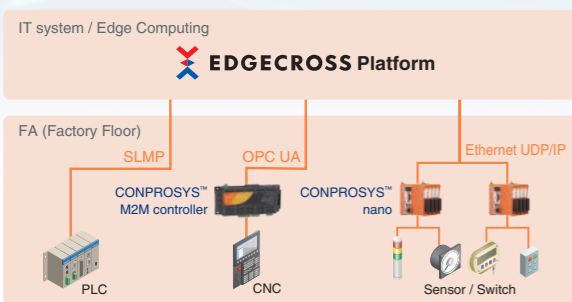 IT system / Edge Computing
EDGECROSS Platform
FA (Factory Floor)
SLMP
OPC UA
Ethernet UDP/IP
CONPROSYS™
M2M controller
CONPROSYS™
nano
PLC
CNC
Sensor / Switch